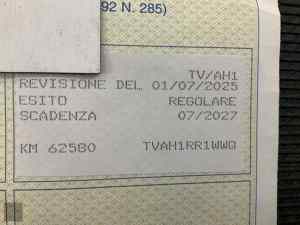 92 N. 285)
TV/AH1
REVISIONE DEL 01/07/2025
ESITO REGOLARE
SCADENZA 07/2027
KM 62580 TVAH1RR1WWQ